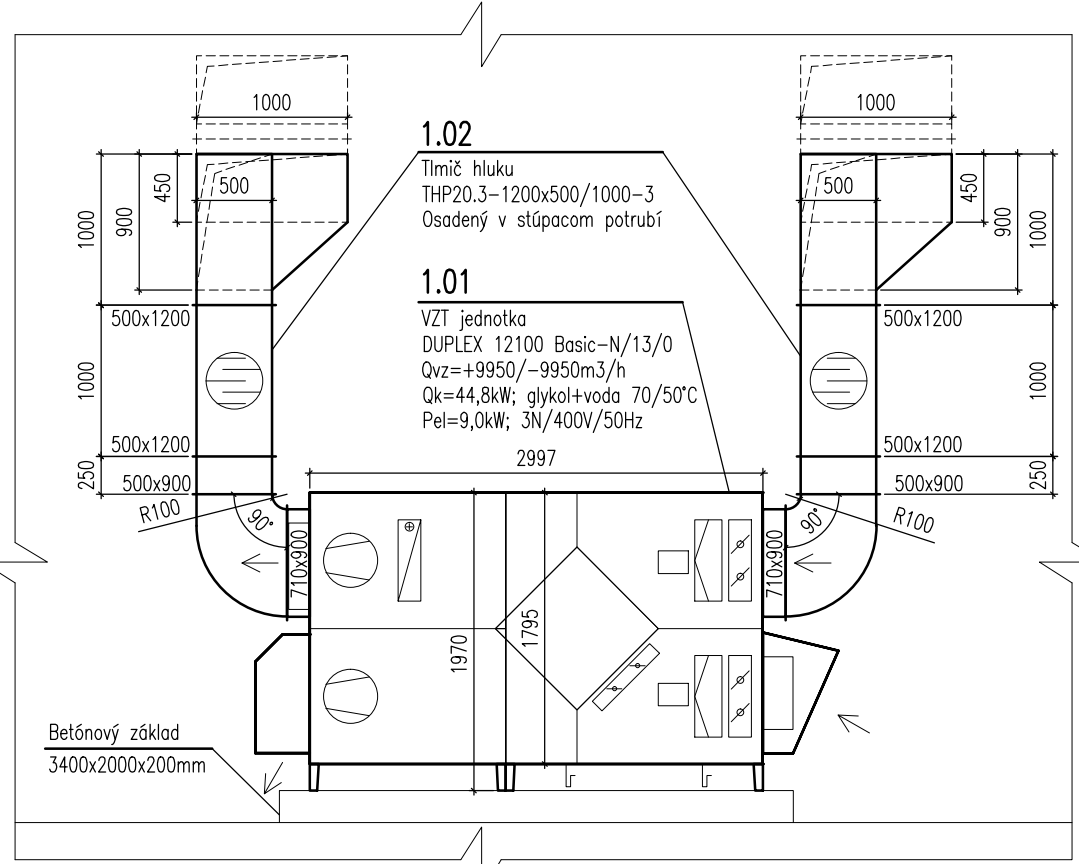 1000
1000
1.02
Tlmič hluku
THP20.3-1200x500/1000-3
Osadený v stúpacom potrubí
450
500
900
1000
500
450
900
1000
1.01
VZT jednotka
DUPLEX 12100 Basic-N/13/0
Qvz=+9950/-9950m3/h
Qk=44,8kW; glykol+voda 70/50°C
Pel=9,0kW; 3N/400V/50Hz
500x1200
500x1200
1000
1000
500x1200
500x1200
2997
250
500x900
500x900
250
R100
90°
90°
R100
710x900
710x900
1970
1795
Betónový základ
3400x2000x200mm